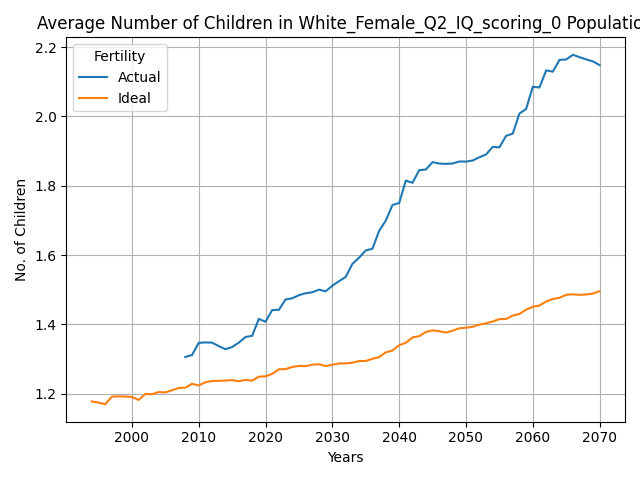 Average Number of Children in White_Female_Q2_IQ_scoring_0 Populatio
Fertility
Actual
Ideal
2.2
2.0
1.8
1.6
1.4
1.2
No. of Children
2000 2010 2020 2030 2040 2050 2060 2070
Years